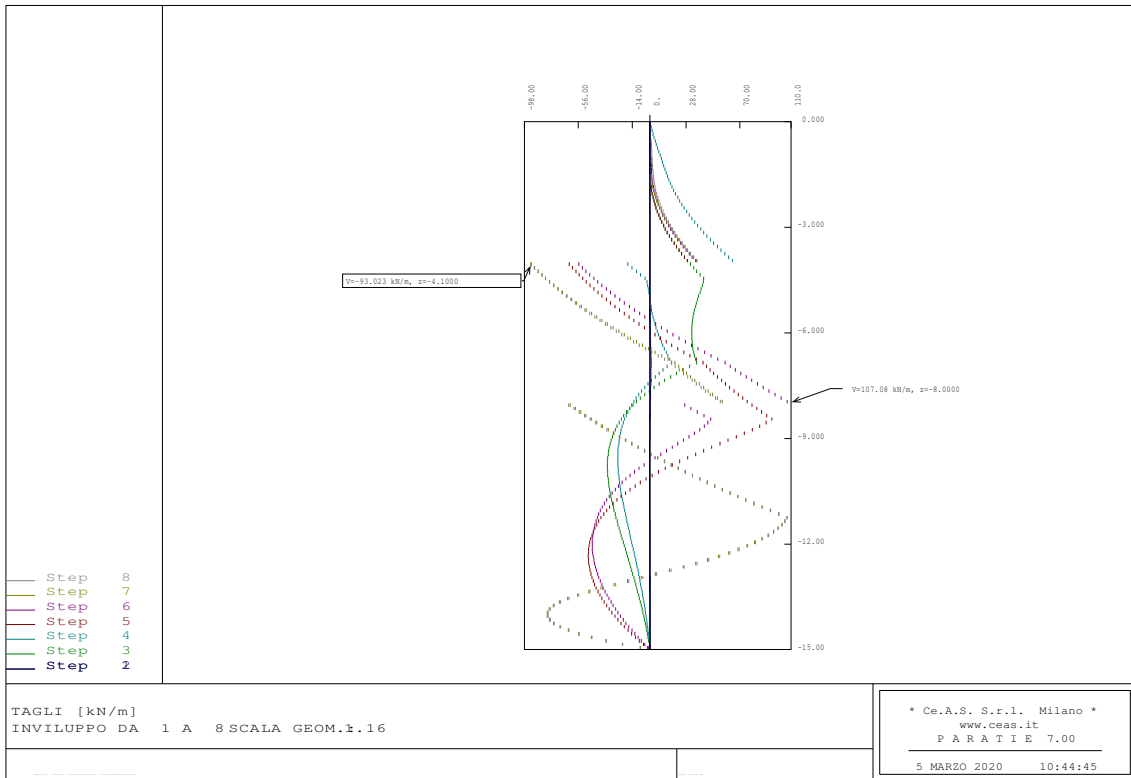 -98.00
-56.00
-14.00
0.
28.00
70.00
110.0
0.000
-3.000
-6.000
-9.000
-12.00
-15.00
V=-93.023 kN/m, z=-4.1000
V=107.08 kN/m, z=-8.0000
Step 8
Step 7
Step 6
Step 5
Step 4
Step 3
Step
TAGLI [kN/m]
INVILUPPO DA 1 A 8 SCALA GEOM. 1.16
* Ce.A.S. S.r.l. Milano *
www.ceas.it
P A R A T I E 7.00
5 MARZO 2020 10:44:45